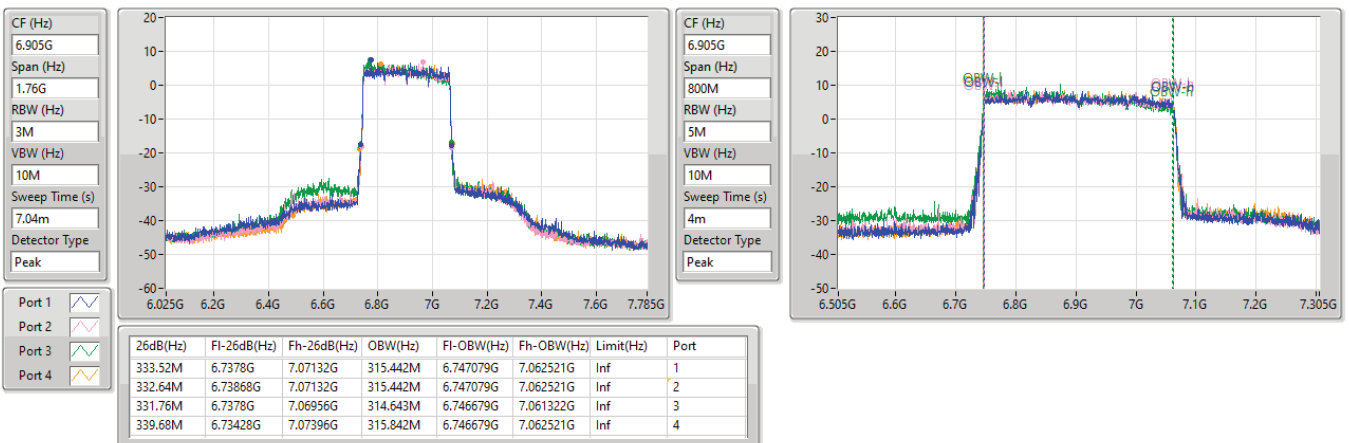 CF (Hz)
6.905G
Span (Hz)
1.76G
RBW (Hz)
3M
VBW (Hz)
10M
Sweep Time (s)
7.04m
Detector Type
Peak
20
10
0
-10
-20
-30
-40
-50
-60
6.025G 6.2G 6.4G 6.6G 6.8G 7G 7.2G 7.4G 7.6G 7.785G
CF (Hz)
6.905G
Span (Hz)
800M
RBW (Hz)
5M
VBW (Hz)
10M
Sweep Time (s)
4m
Detector Type
Peak
30
20
10
0
-10
-20
-30
-40
-50
OBW-l
OBW-h
6.505G 6.6G 6.7G 6.8G 6.9G 7G 7.1G 7.2G 7.305G
Port 1
Port 2
Port 3
Port 4
26dB(Hz) Fl-26dB(Hz) Fh-26dB(Hz) OBW(Hz) Fl-OBW(Hz) Fh-OBW(Hz) Limit(Hz) Port
333.52M 6.7378G 7.07132G 315.442M 6.747079G 7.062521G Inf 1
332.64M 6.73868G 7.07132G 315.442M 6.747079G 7.062521G Inf 2
331.76M 6.7378G 7.06956G 314.643M 6.746679G 7.061322G Inf 3
339.68M 6.73428G 7.07396G 315.842M 6.746679G 7.062521G Inf 4